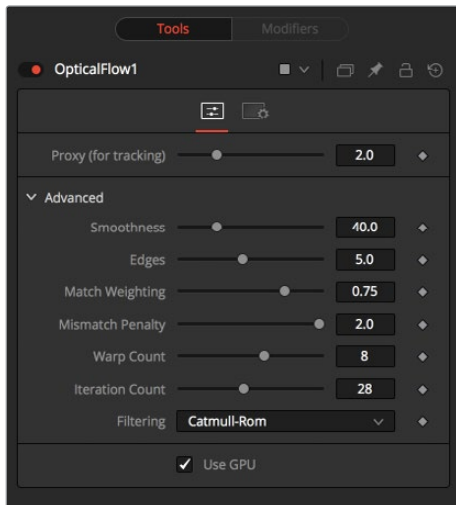 Tools Modifiers
OpticalFlow1
Proxy (for tracking) 2.0
Advanced
Smoothness 40.0
Edges 5.0
Match Weighting 0.75
Mismatch Penalty 2.0
Warp Count 8
Iteration Count 28
Filtering Catmull-Rom
Use GPU